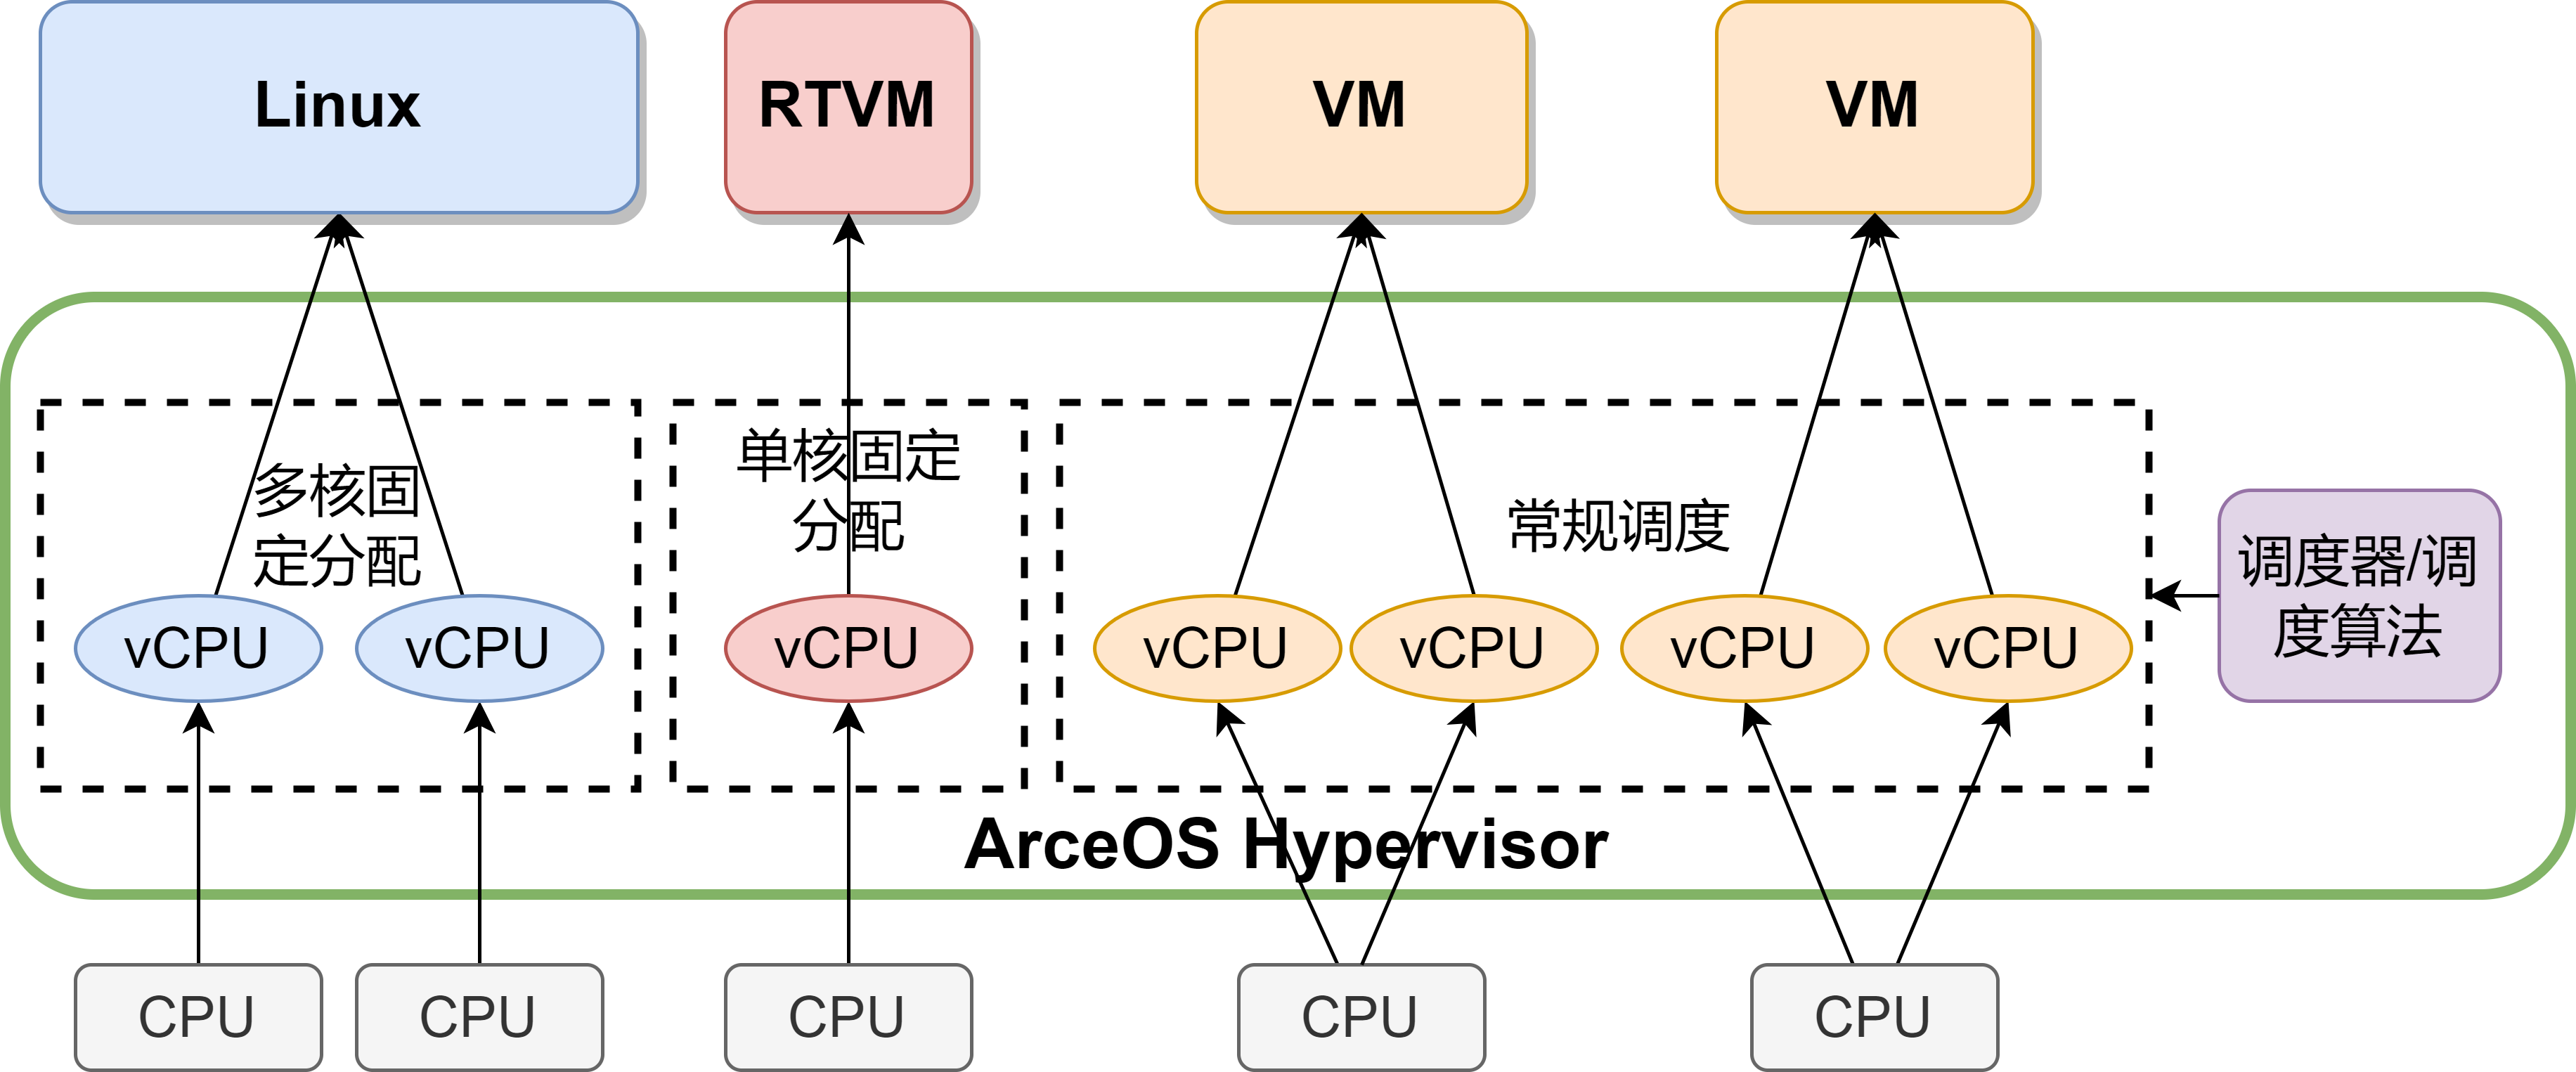 Linux
RTVM
VM
VM
多核固
定分配
单核固定
分配
常规调度
调度器/调
度算法
vCPU
vCPU
vCPU
vCPU
vCPU
vCPU
vCPU
ArceOS Hypervisor
CPU
CPU
CPU
CPU
CPU